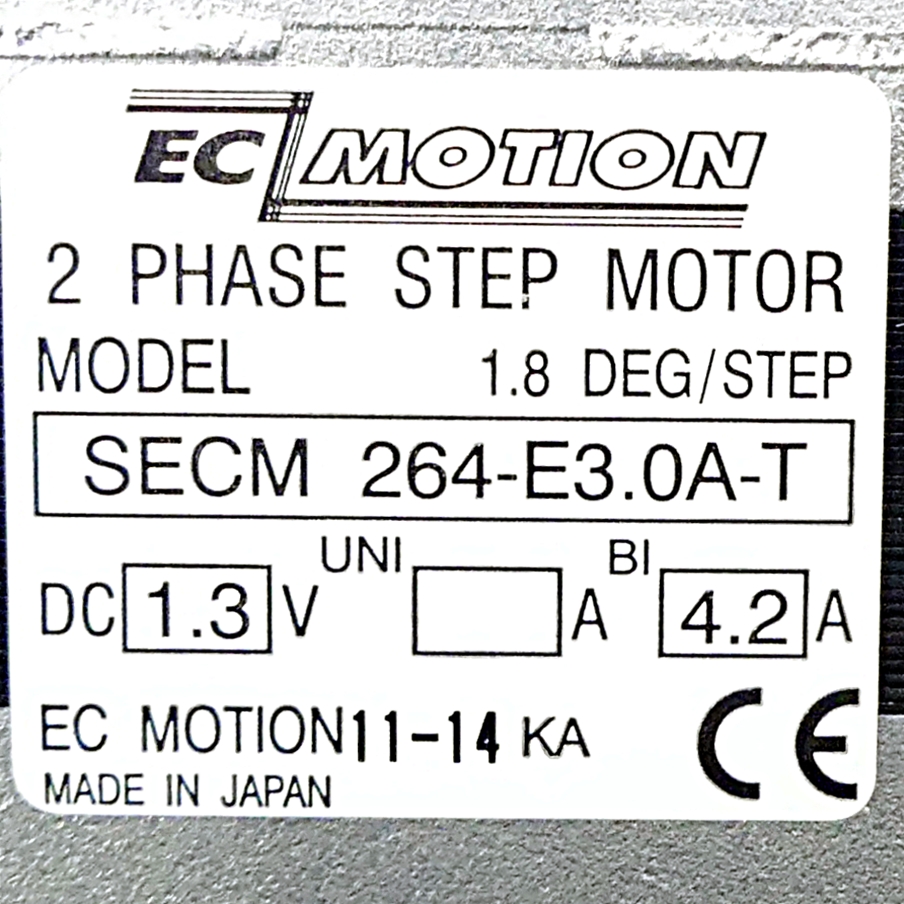 EC MOTION
2 PHASE STEP MOTOR
MODEL 1.8 DEG/STEP
SECM 264-E3.0A-T
DC 1.3 V UNI A BI 4.2 A
EC MOTION 11-14 KA
MADE IN JAPAN
CE